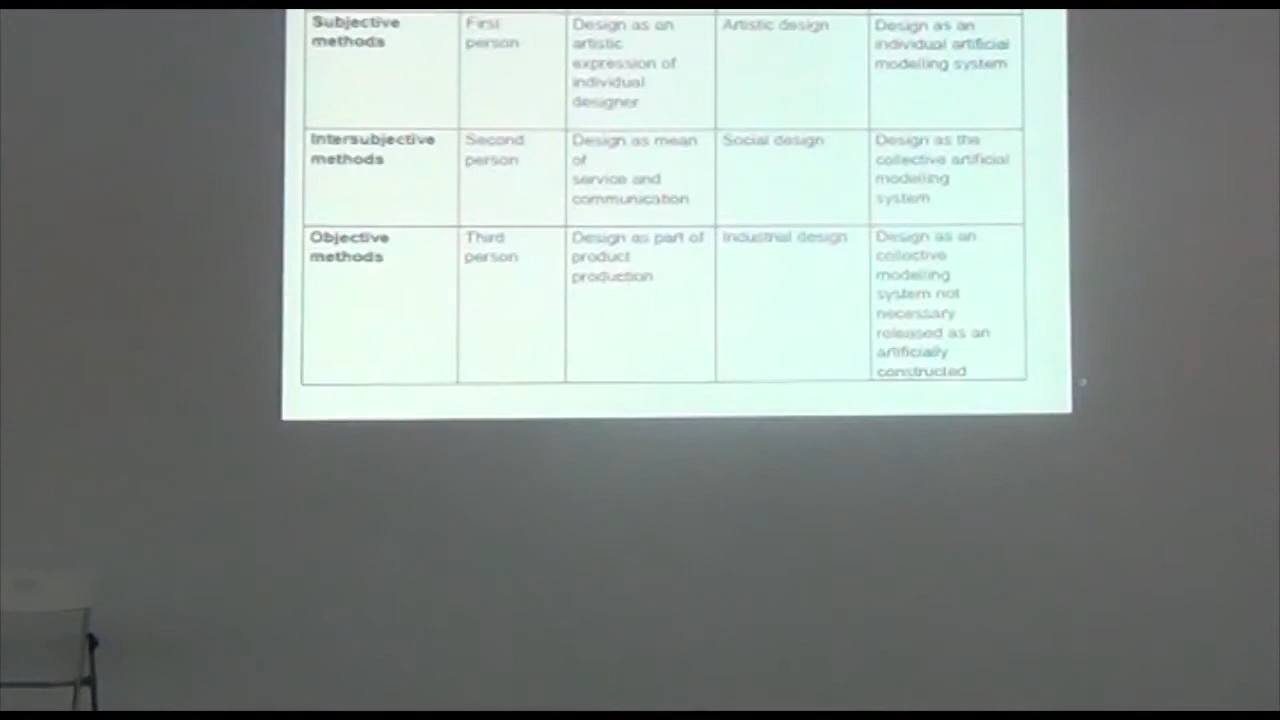 Subjective
methods
First
person
Design as an
artistic
expression of
individual
designer
Artistic design
Design as an
individual artificial
modelling system
Intersubjective
methods
Second
person
Design as mean
of
service and
communication
Social design
Design as the
collective artificial
modelling
system
Objective
methods
Third
person
Design as part of
product
production
Industrial design
Design as an
collective
modelling
system not
necessary
released as an
artificially
constructed